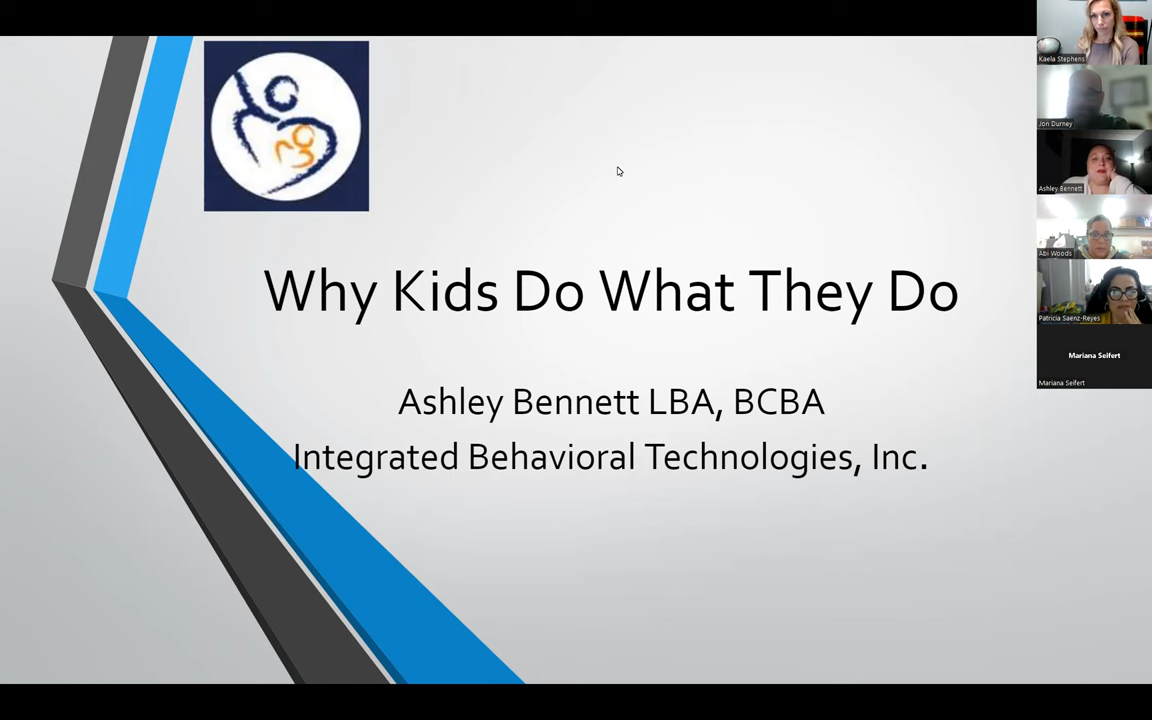 Why Kids Do What They Do
Ashley Bennett LBA, BCBA
Integrated Behavioral Technologies, Inc.
Kaela Stephens
Jon Durney
Ashley Bennett
Abi Woods
Patricia Saenz-Reyes
Mariana Seifert
Mariana Seifert